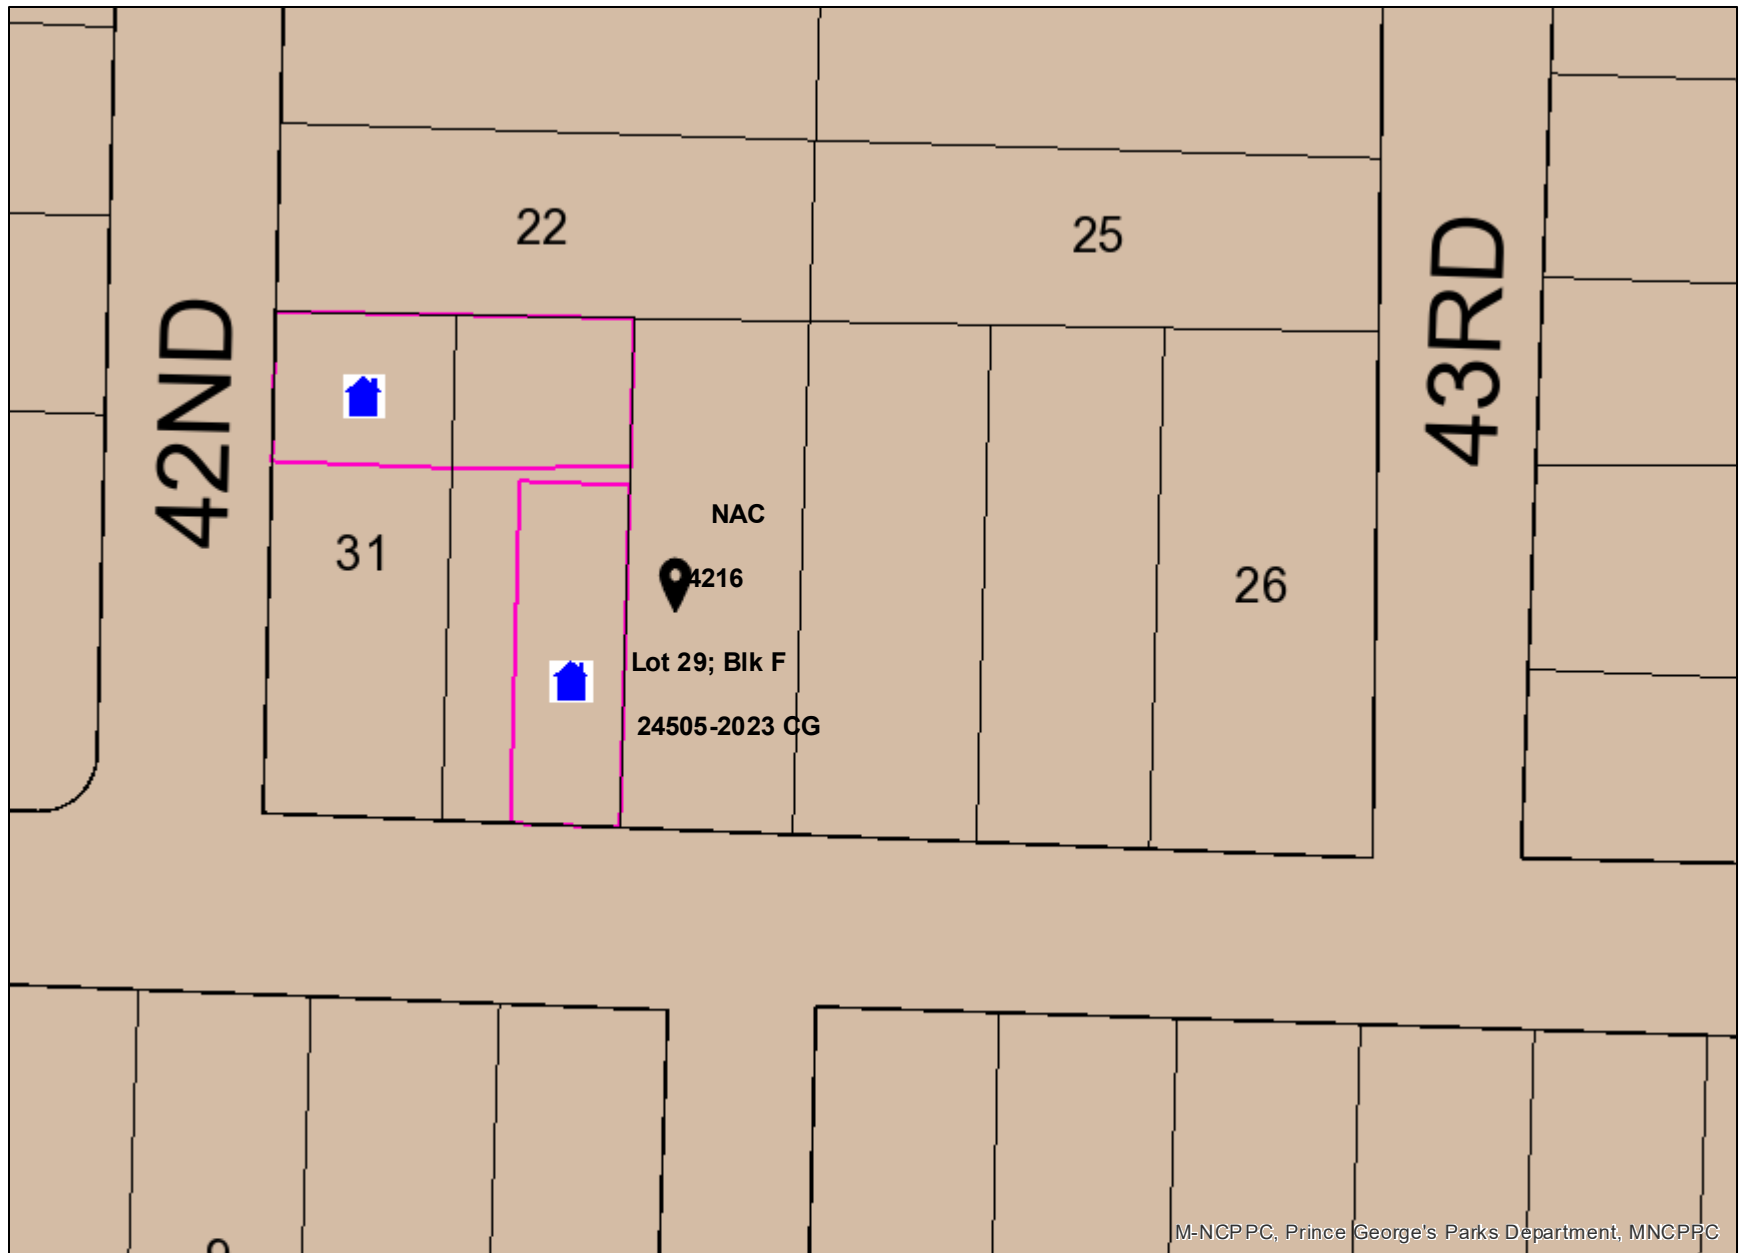 22
25
42ND
43RD
NAC
31
4216
26
Lot 29; Blk F
24505-2023 CG
M-NCPPC, Prince George's Parks Department, MNCPPC